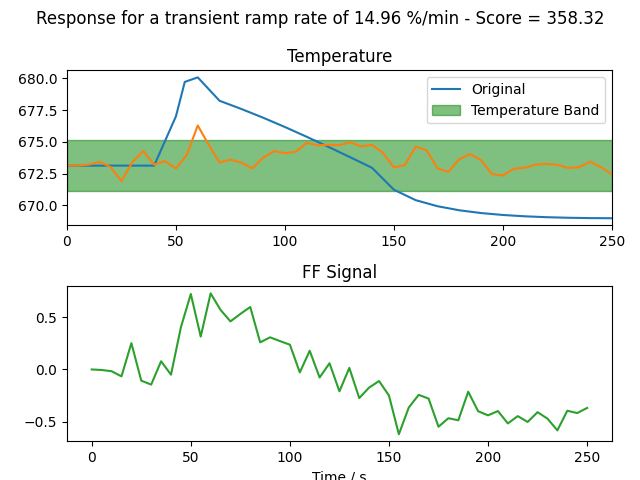 Response for a transient ramp rate of 14.96 %/min - Score = 358.32
Temperature
680.0
677.5
675.0
672.5
670.0
Original
Temperature Band
0 50 100 150 200 250
FF Signal
0.5
0.0
−0.5
0 50 100 150 200 250
Time / s